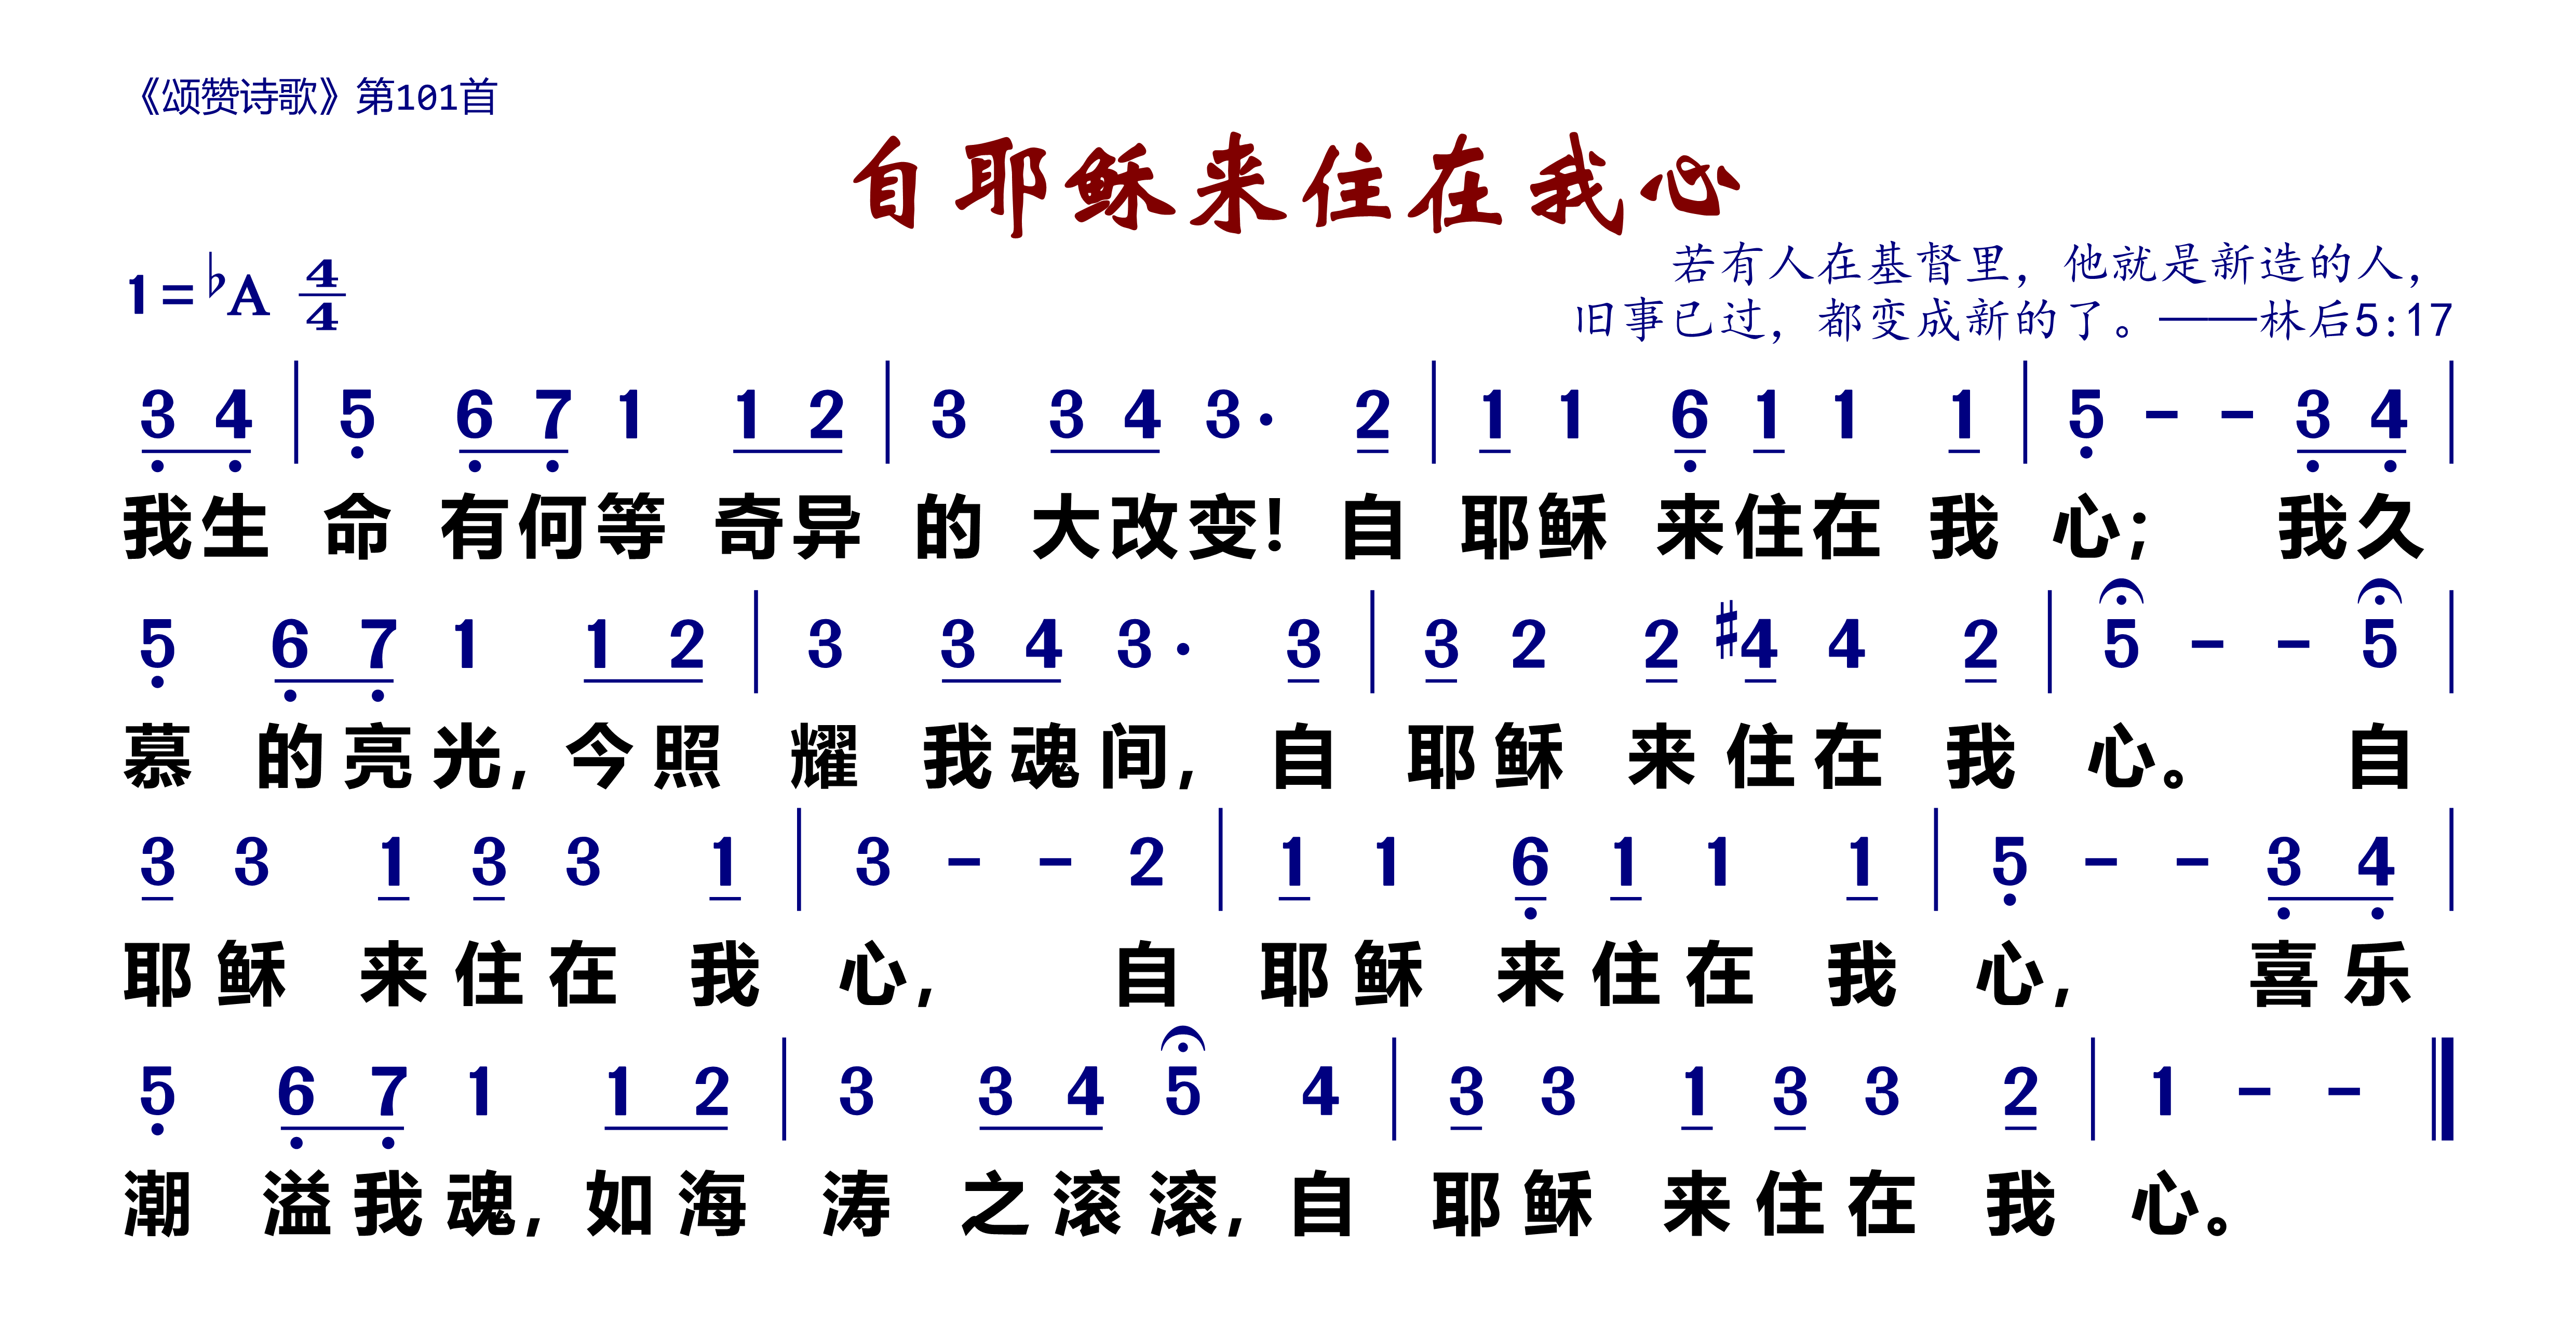 《颂赞诗歌》第101首
自耶稣来住在我心
1=♭A 4/4
若有人在基督里，他就是新造的人，
旧事已过，都变成新的了。——林后5:17
3 4 | 5 6 7 1 1 2 | 3 3 4 3· 2 | 1 1 6 1 1 1 | 5 - - 3 4 |
我生 命 有何等 奇异 的 大改变！自 耶稣 来住在 我 心； 我久
5 6 7 1 1 2 | 3 3 4 3· 3 | 3 2 2 #4 4 2 | 5 - - 5 |
慕 的亮光，今照 耀 我魂间，自 耶稣 来住在 我 心。 自
3 3 1 3 3 1 | 3 - - 2 | 1 1 6 1 1 1 | 5 - - 3 4 |
耶稣 来住在 我 心， 自 耶稣 来住在 我 心， 喜乐
5 6 7 1 1 2 | 3 3 4 5 4 | 3 3 1 3 3 2 | 1 - - ‖
潮 溢我魂，如海 涛 之滚滚，自 耶稣 来住在 我 心。